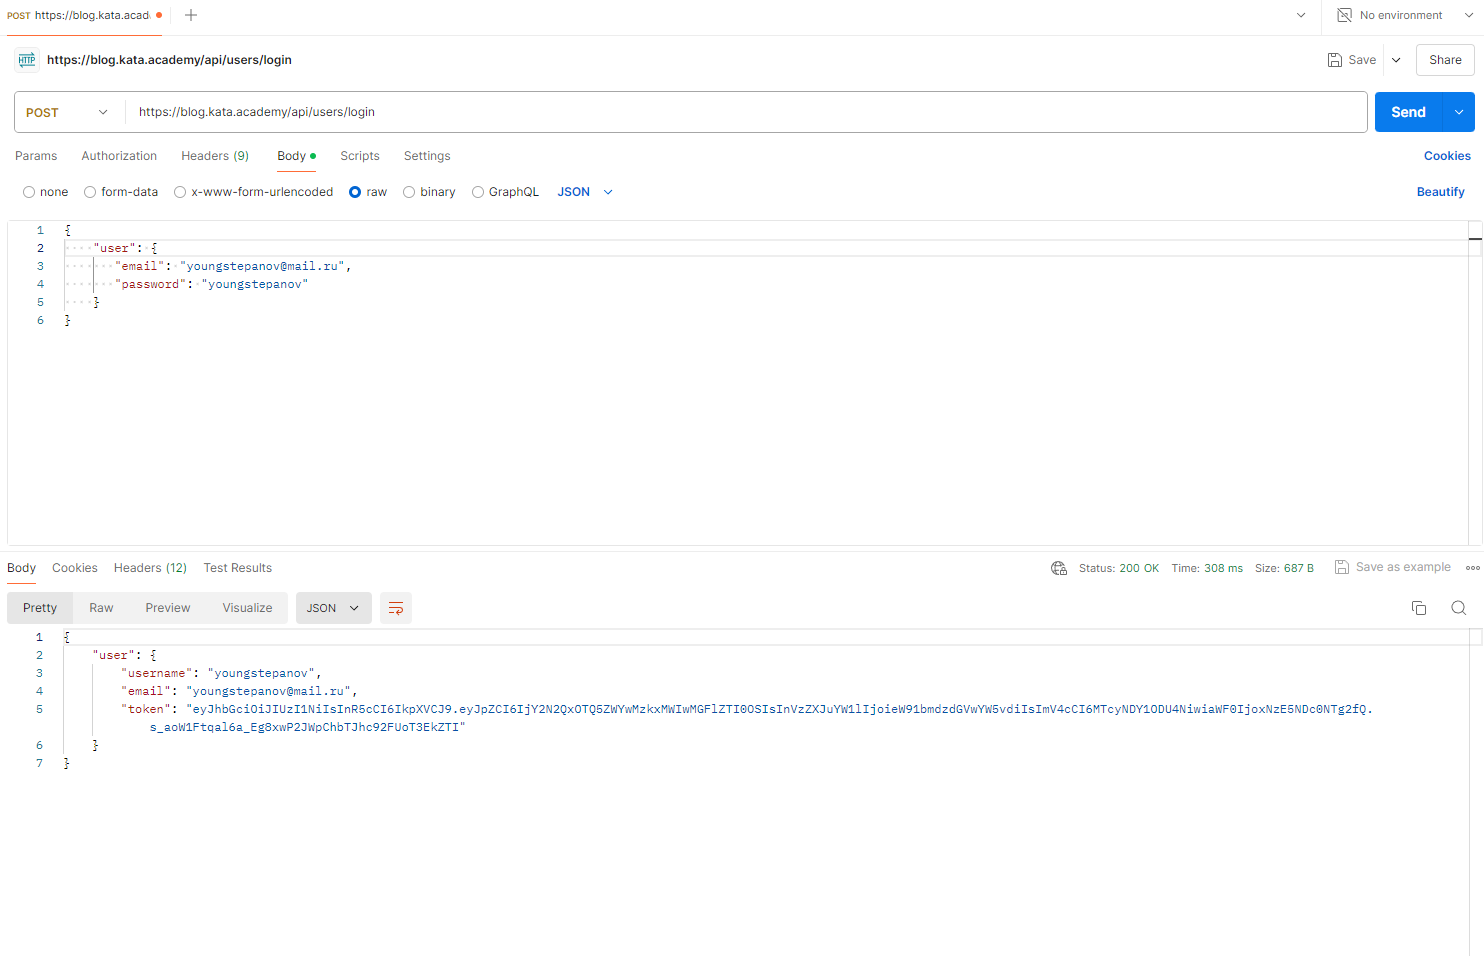 POST https://blog.kata.acad
No environment
HTTP https://blog.kata.academy/api/users/login
Save
Share
POST https://blog.kata.academy/api/users/login
Send
Params Authorization Headers (9) Body Scripts Settings Cookies
none form-data x-www-form-urlencoded raw binary GraphQL JSON Beautify
1 {
2 "user": {
3 "email": "youngstepanov@mail.ru",
4 "password": "youngstepanov"
5 }
6 }
Body Cookies Headers (12) Test Results Status: 200 OK Time: 308 ms Size: 687 B Save as example
Pretty Raw Preview Visualize JSON
1 {
2 "user": {
3 "username": "youngstepanov",
4 "email": "youngstepanov@mail.ru",
5 "token": "eyJhbGciOiJIUzI1NiIsInR5cCI6IkpXVCJ9.eyJpZCI6IjY2N2QxOTQ5ZWYwMzkxMWIwMGFlZTI0OSIsInVzZXJuYW1lIjoieW91bmdzdGVwYW5vdiIsImV4cCI6MTcyNDY1ODU4NiwiaWF0IjoxNzE5NDc0NTg2fQ.
s_aoW1Ftqal6a_Eg8xwP2JWpChbTJhc92FUoT3EkZTI"
6 }
7 }